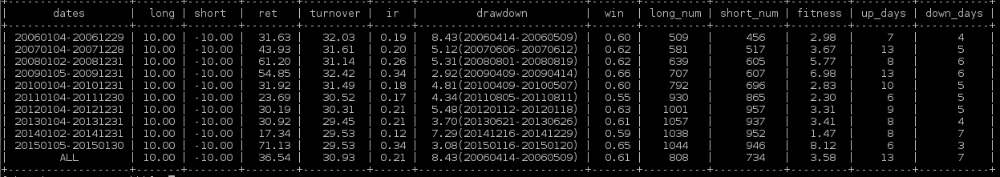 | dates | long | short | ret | turnover | ir | drawdown | win | long_num | short_num | fitness | up_days | down_days |
| 20060104-20061229 | 10.00 | -10.00 | 31.63 | 32.03 | 0.19 | 8.43(20060414-20060509) | 0.60 | 509 | 456 | 2.98 | 7 | 4 |
| 20070104-20071228 | 10.00 | -10.00 | 43.93 | 31.61 | 0.20 | 5.12(20070606-20070612) | 0.62 | 581 | 517 | 3.67 | 13 | 5 |
| 20080102-20081231 | 10.00 | -10.00 | 61.20 | 31.14 | 0.26 | 5.31(20080801-20080819) | 0.62 | 639 | 605 | 5.77 | 8 | 6 |
| 20090105-20091231 | 10.00 | -10.00 | 54.85 | 32.42 | 0.34 | 2.92(20090409-20090414) | 0.66 | 707 | 607 | 6.98 | 13 | 6 |
| 20100104-20101231 | 10.00 | -10.00 | 31.92 | 31.49 | 0.18 | 4.81(20100409-20100507) | 0.60 | 792 | 696 | 2.83 | 10 | 5 |
| 20110104-20111230 | 10.00 | -10.00 | 23.69 | 30.52 | 0.17 | 4.34(20110805-20110811) | 0.55 | 930 | 865 | 2.30 | 6 | 5 |
| 20120104-20121231 | 10.00 | -10.00 | 30.19 | 30.31 | 0.21 | 5.48(20120112-20120118) | 0.63 | 1001 | 957 | 3.31 | 9 | 5 |
| 20130104-20131231 | 10.00 | -10.00 | 30.92 | 29.45 | 0.21 | 3.70(20130621-20130626) | 0.61 | 1057 | 937 | 3.41 | 8 | 4 |
| 20140102-20141231 | 10.00 | -10.00 | 17.34 | 29.53 | 0.12 | 7.29(20141216-20141229) | 0.59 | 1038 | 952 | 1.47 | 8 | 7 |
| 20150105-20150130 | 10.00 | -10.00 | 71.13 | 29.53 | 0.34 | 3.08(20150116-20150120) | 0.65 | 1044 | 946 | 8.12 | 6 | 3 |
| ALL | 10.00 | -10.00 | 36.54 | 30.93 | 0.21 | 8.43(20060414-20060509) | 0.61 | 808 | 734 | 3.58 | 13 | 7 |